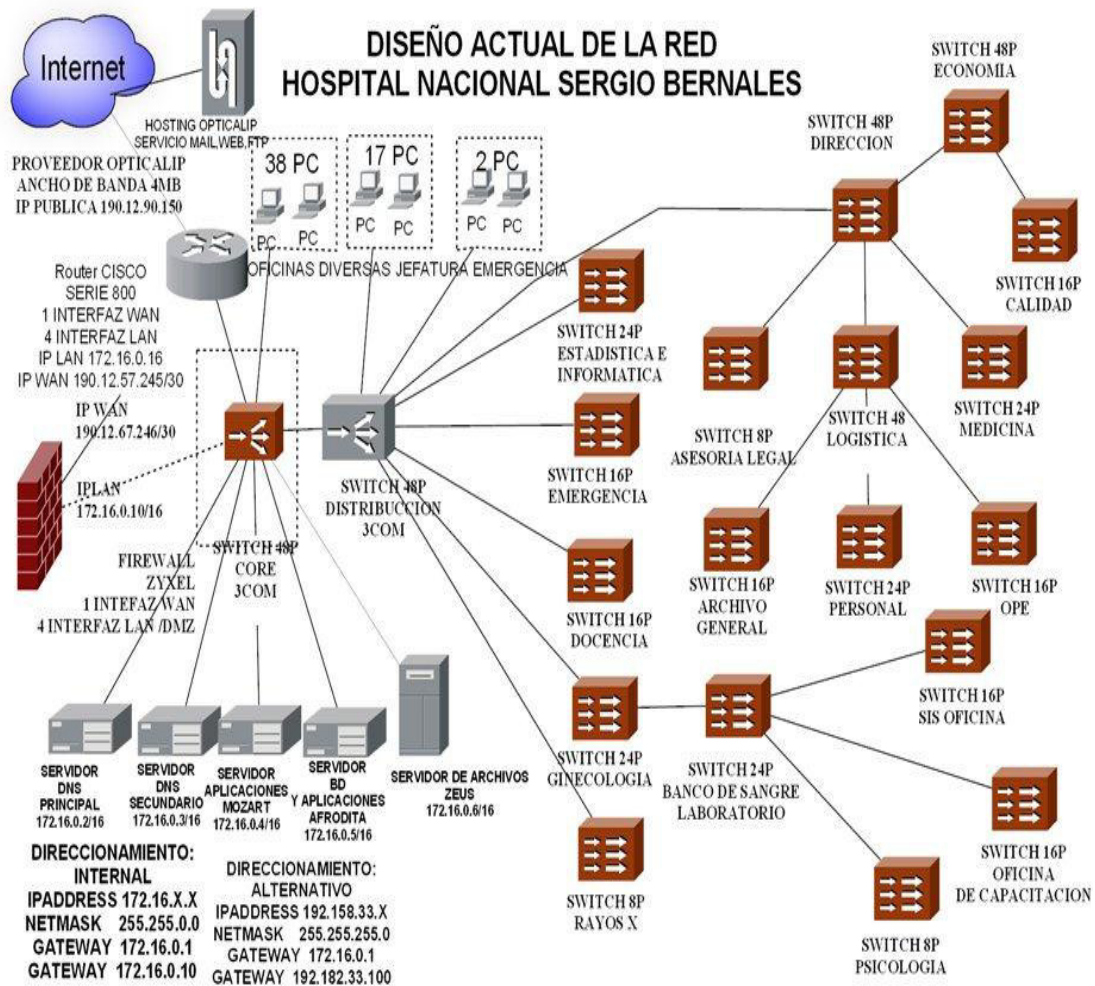 DISEÑO ACTUAL DE LA RED
HOSPITAL NACIONAL SERGIO BERNALES
Internet
HOSTING OPTICALIP
SERVICIO MAIL,WEB,FTP
PROVEEDOR OPTICALIP
ANCHO DE BANDA 4MB
IP PUBLICA 190.12.90.150
38 PC
PC
PC
17 PC
PC
PC
2 PC
PC
PC
OFICINAS DIVERSAS JEFATURA EMERGENCIA
Router CISCO
SERIE 800
1 INTERFAZ WAN
4 INTERFAZ LAN
IP LAN 172.16.0.16
IP WAN 190.12.57.245/30
IP WAN
190.12.67.246/30
IPLAN
172.16.0.10/16
FIREWALL
ZYXEL
1 INTEFAZ WAN
4 INTERFAZ LAN /DMZ
SWITCH 48P
CORE
3COM
SWITCH 48P
DISTRIBUCCION
3COM
SWITCH 48P
ECONOMIA
SWITCH 48P
DIRECCION
SWITCH 16P
CALIDAD
SWITCH 24P
ESTADISTICA E
INFORMATICA
SWITCH 8P
ASESORIA LEGAL
SWITCH 48
LOGISTICA
SWITCH 24P
MEDICINA
SWITCH 16P
EMERGENCIA
SWITCH 16P
ARCHIVO
GENERAL
SWITCH 24P
PERSONAL
SWITCH 16P
OPE
SWITCH 16P
DOCENCIA
SWITCH 16P
SIS OFICINA
SWITCH 24P
GINECOLOGIA
SWITCH 24P
BANCO DE SANGRE
LABORATORIO
SWITCH 16P
OFICINA
DE CAPACITACION
SWITCH 8P
RAYOS X
SWITCH 8P
PSICOLOGIA
SERVIDOR
DNS
PRINCIPAL
172.16.0.2/16
SERVIDOR
DNS
SECUNDARIO
172.16.0.3/16
SERVIDOR
APLICACIONES
MOZART
172.16.0.4/16
SERVIDOR
BD
Y APLICACIONES
AFRODITA
172.16.0.5/16
SERVIDOR DE ARCHIVOS
ZEUS
172.16.0.6/16
DIRECCIONAMIENTO:
INTERNAL
IPADDRESS 172.16.X.X
NETMASK 255.255.0.0
GATEWAY 172.16.0.1
GATEWAY 172.16.0.10
DIRECCIONAMIENTO:
ALTERNATIVO
IPADDRESS 192.158.33.X
NETMASK 255.255.255.0
GATEWAY 172.16.0.1
GATEWAY 192.182.33.100